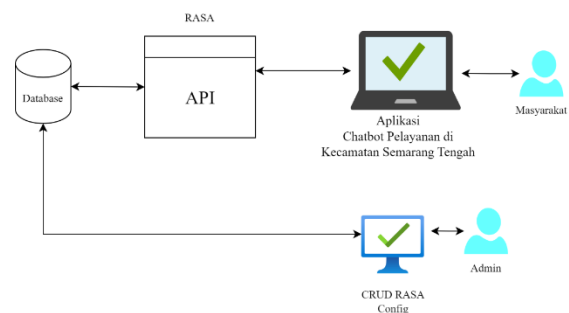 RASA
API
Database
Aplikasi
Chatbot Pelayanan di
Kecamatan Semarang Tengah
Masyarakat
CRUD RASA
Config
Admin